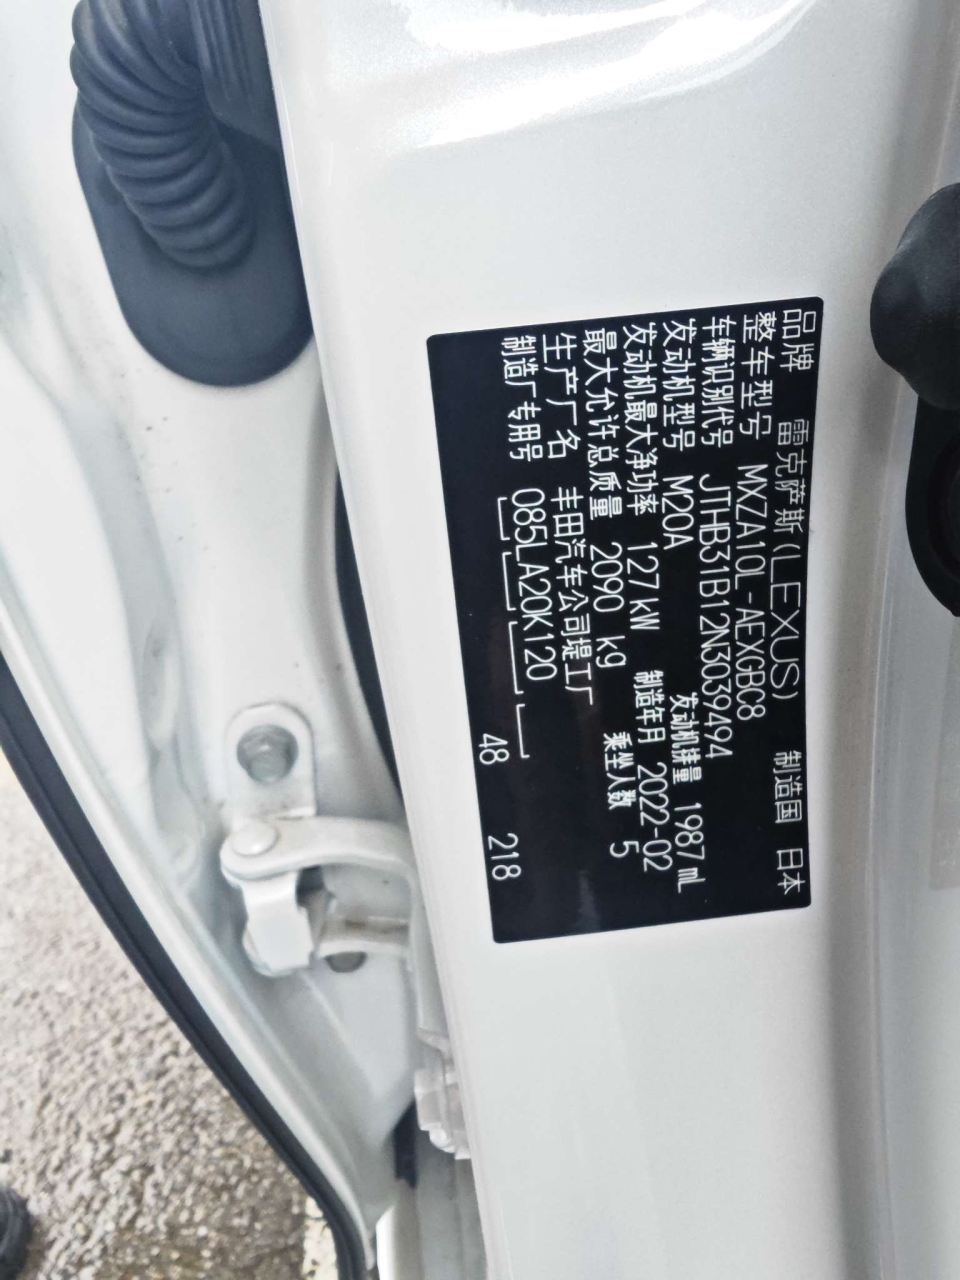 品牌 雷克萨斯(LEXUS) 制造国 日本
整车型号 MXZA10L-AEXGBC8
车辆识别代号 JTHB31B12N3039494
发动机型号 M20A 发动机排量 1987 mL
发动机最大净功率 127 kW 制造年月 2022-02
最大允许总质量 2090 kg 乘坐人数 5
生产厂名 丰田汽车公司堤工厂
制造厂专用号 085LA20K120
48 218